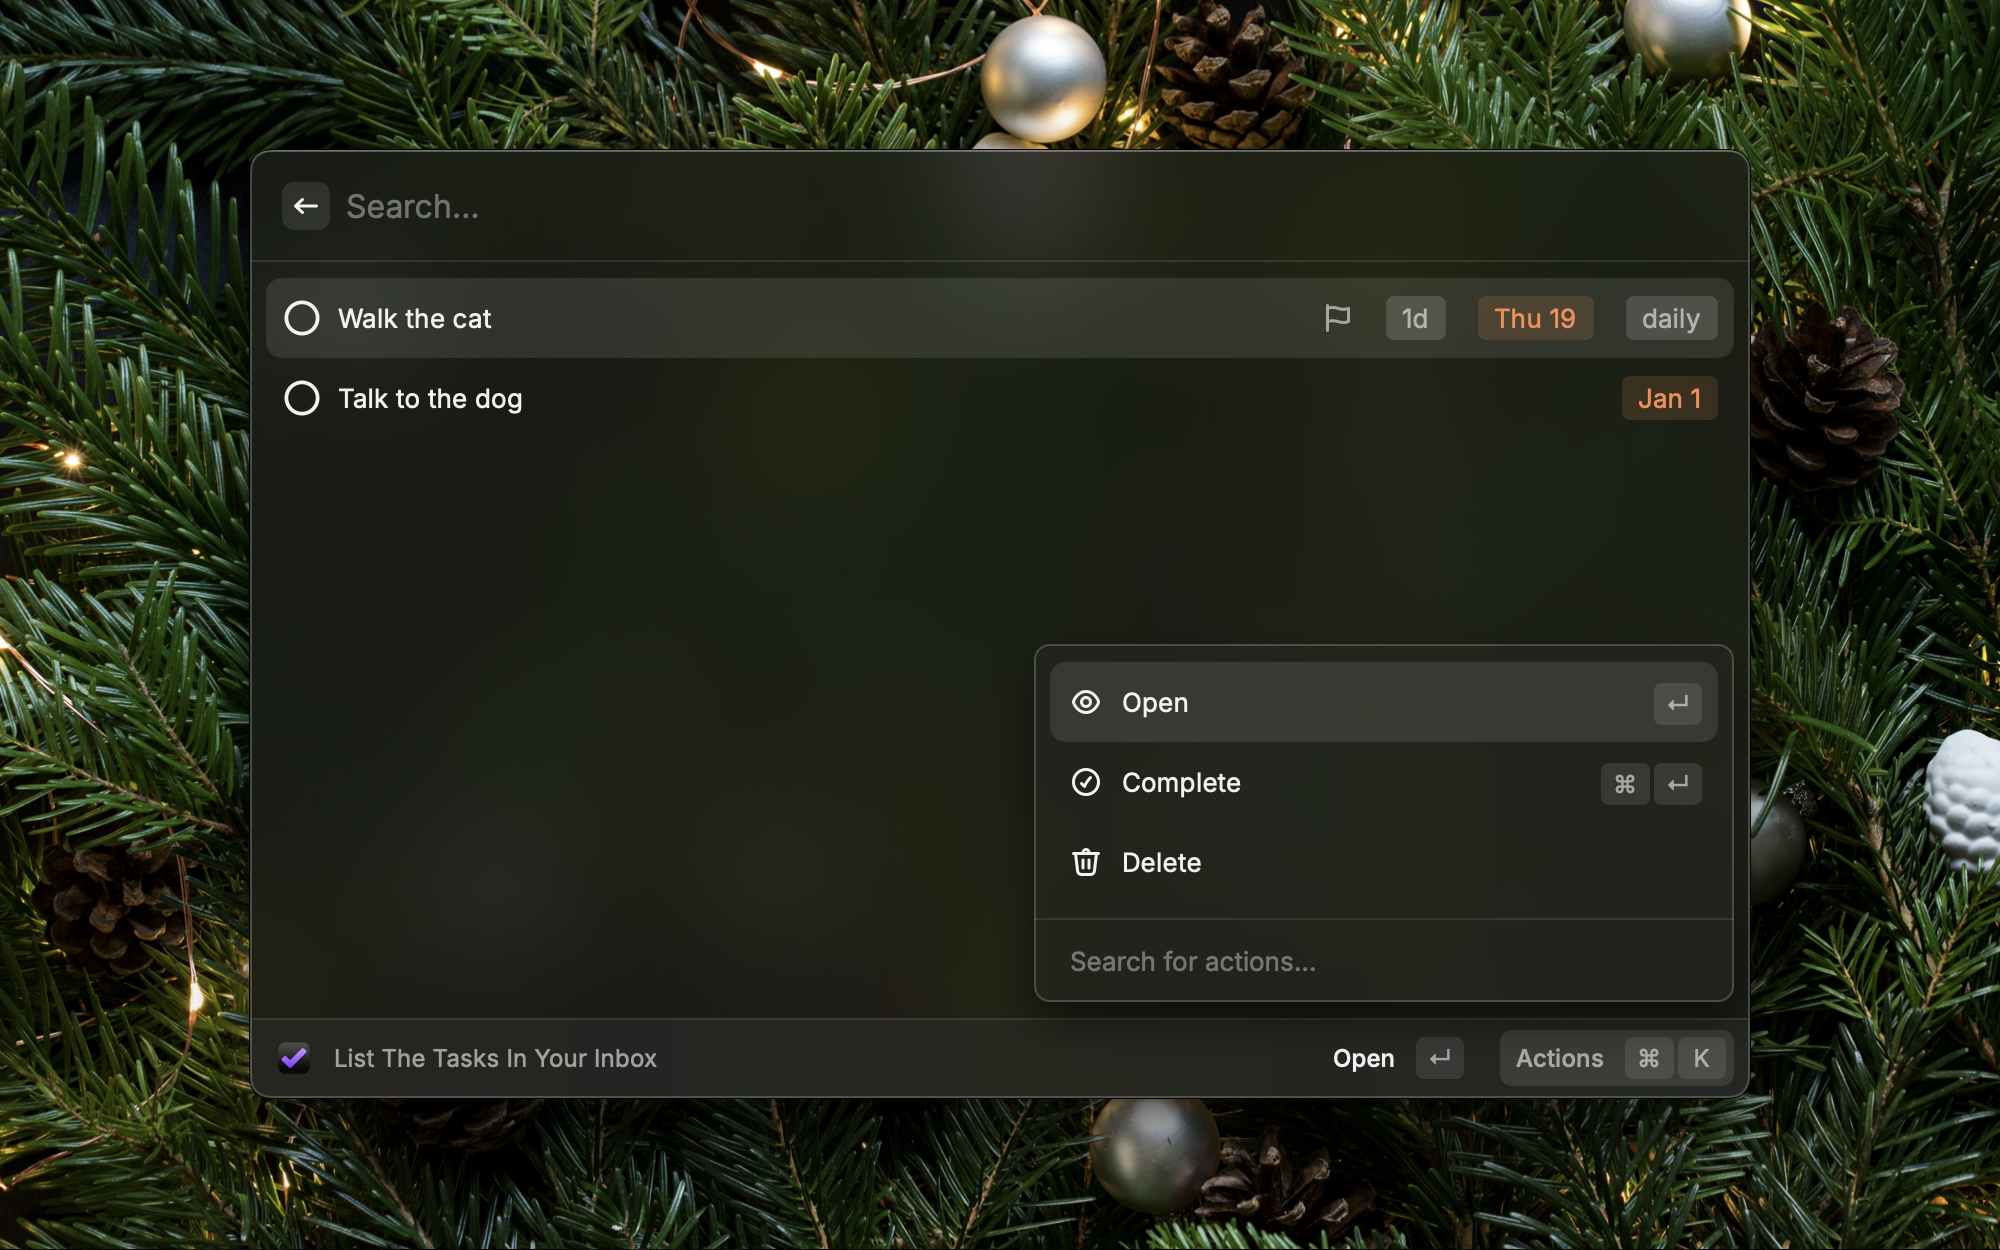 Search...
Walk the cat 1d Thu 19 daily
Talk to the dog Jan 1
Open ↵
Complete ⌘ ↵
Delete
Search for actions...
List The Tasks In Your Inbox Open ↵ Actions ⌘ K